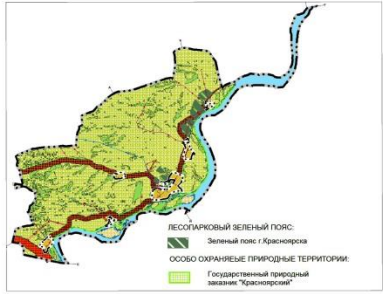 ЛЕСОПАРКОВЫЙ ЗЕЛЕНЫЙ ПОЯС:
Зеленый пояс г.Красноярска
ОСОБО ОХРАНЯЕЫЕ ПРИРОДНЫЕ ТЕРРИТОРИИ:
Государственный природный
заказник "Красноярский"